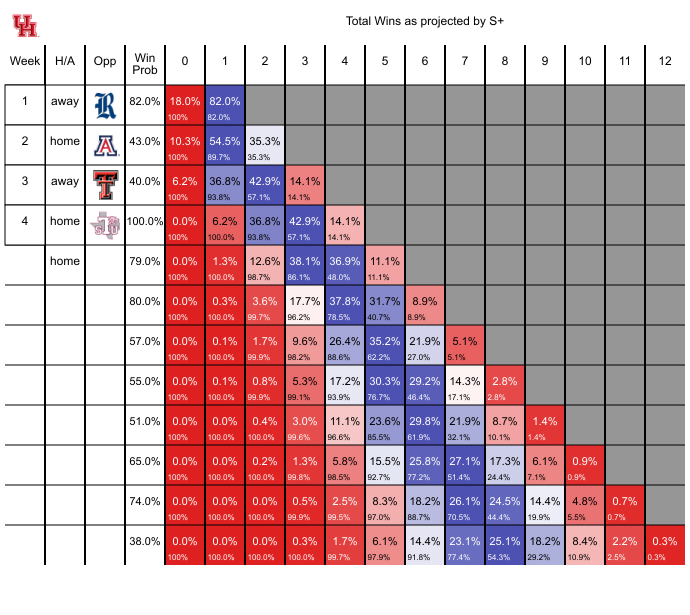 UH
Total Wins as projected by S+
Week H/A Opp Win Prob 0 1 2 3 4 5 6 7 8 9 10 11 12
1 away R 82.0% 18.0% 82.0%
100% 82.0%
2 home A 43.0% 10.3% 54.5% 35.3%
100% 89.7% 35.3%
3 away T 40.0% 6.2% 36.8% 42.9% 14.1%
100% 93.8% 57.1% 14.1%
4 home 100.0% 0.0% 6.2% 36.8% 42.9% 14.1%
100% 100.0% 93.8% 57.1% 14.1%
home 79.0% 0.0% 1.3% 12.6% 38.1% 36.9% 11.1%
100% 100.0% 98.7% 86.1% 48.0% 11.1%
80.0% 0.0% 0.3% 3.6% 17.7% 37.8% 31.7% 8.9%
100% 100.0% 99.7% 96.2% 78.5% 40.7% 8.9%
57.0% 0.0% 0.1% 1.7% 9.6% 26.4% 35.2% 21.9% 5.1%
100% 100.0% 99.9% 98.2% 88.6% 62.2% 27.0% 5.1%
55.0% 0.0% 0.1% 0.8% 5.3% 17.2% 30.3% 29.2% 14.3% 2.8%
100% 100.0% 99.9% 99.1% 93.9% 76.7% 46.4% 17.1% 2.8%
51.0% 0.0% 0.0% 0.4% 3.0% 11.1% 23.6% 29.8% 21.9% 8.7% 1.4%
100% 100.0% 100.0% 99.6% 96.6% 85.5% 61.9% 32.1% 10.1% 1.4%
65.0% 0.0% 0.0% 0.2% 1.3% 5.8% 15.5% 25.8% 27.1% 17.3% 6.1% 0.9%
100% 100.0% 100.0% 99.8% 98.5% 92.7% 77.2% 51.4% 24.4% 7.1% 0.9%
74.0% 0.0% 0.0% 0.0% 0.5% 2.5% 8.3% 18.2% 26.1% 24.5% 14.4% 4.8% 0.7%
100% 100.0% 100.0% 99.9% 99.5% 97.0% 88.7% 70.5% 44.4% 19.9% 5.5% 0.7%
38.0% 0.0% 0.0% 0.0% 0.3% 1.7% 6.1% 14.4% 23.1% 25.1% 18.2% 8.4% 2.2% 0.3%
100% 100.0% 100.0% 100.0% 99.7% 97.9% 91.8% 77.4% 54.3% 29.2% 10.9% 2.5% 0.3%